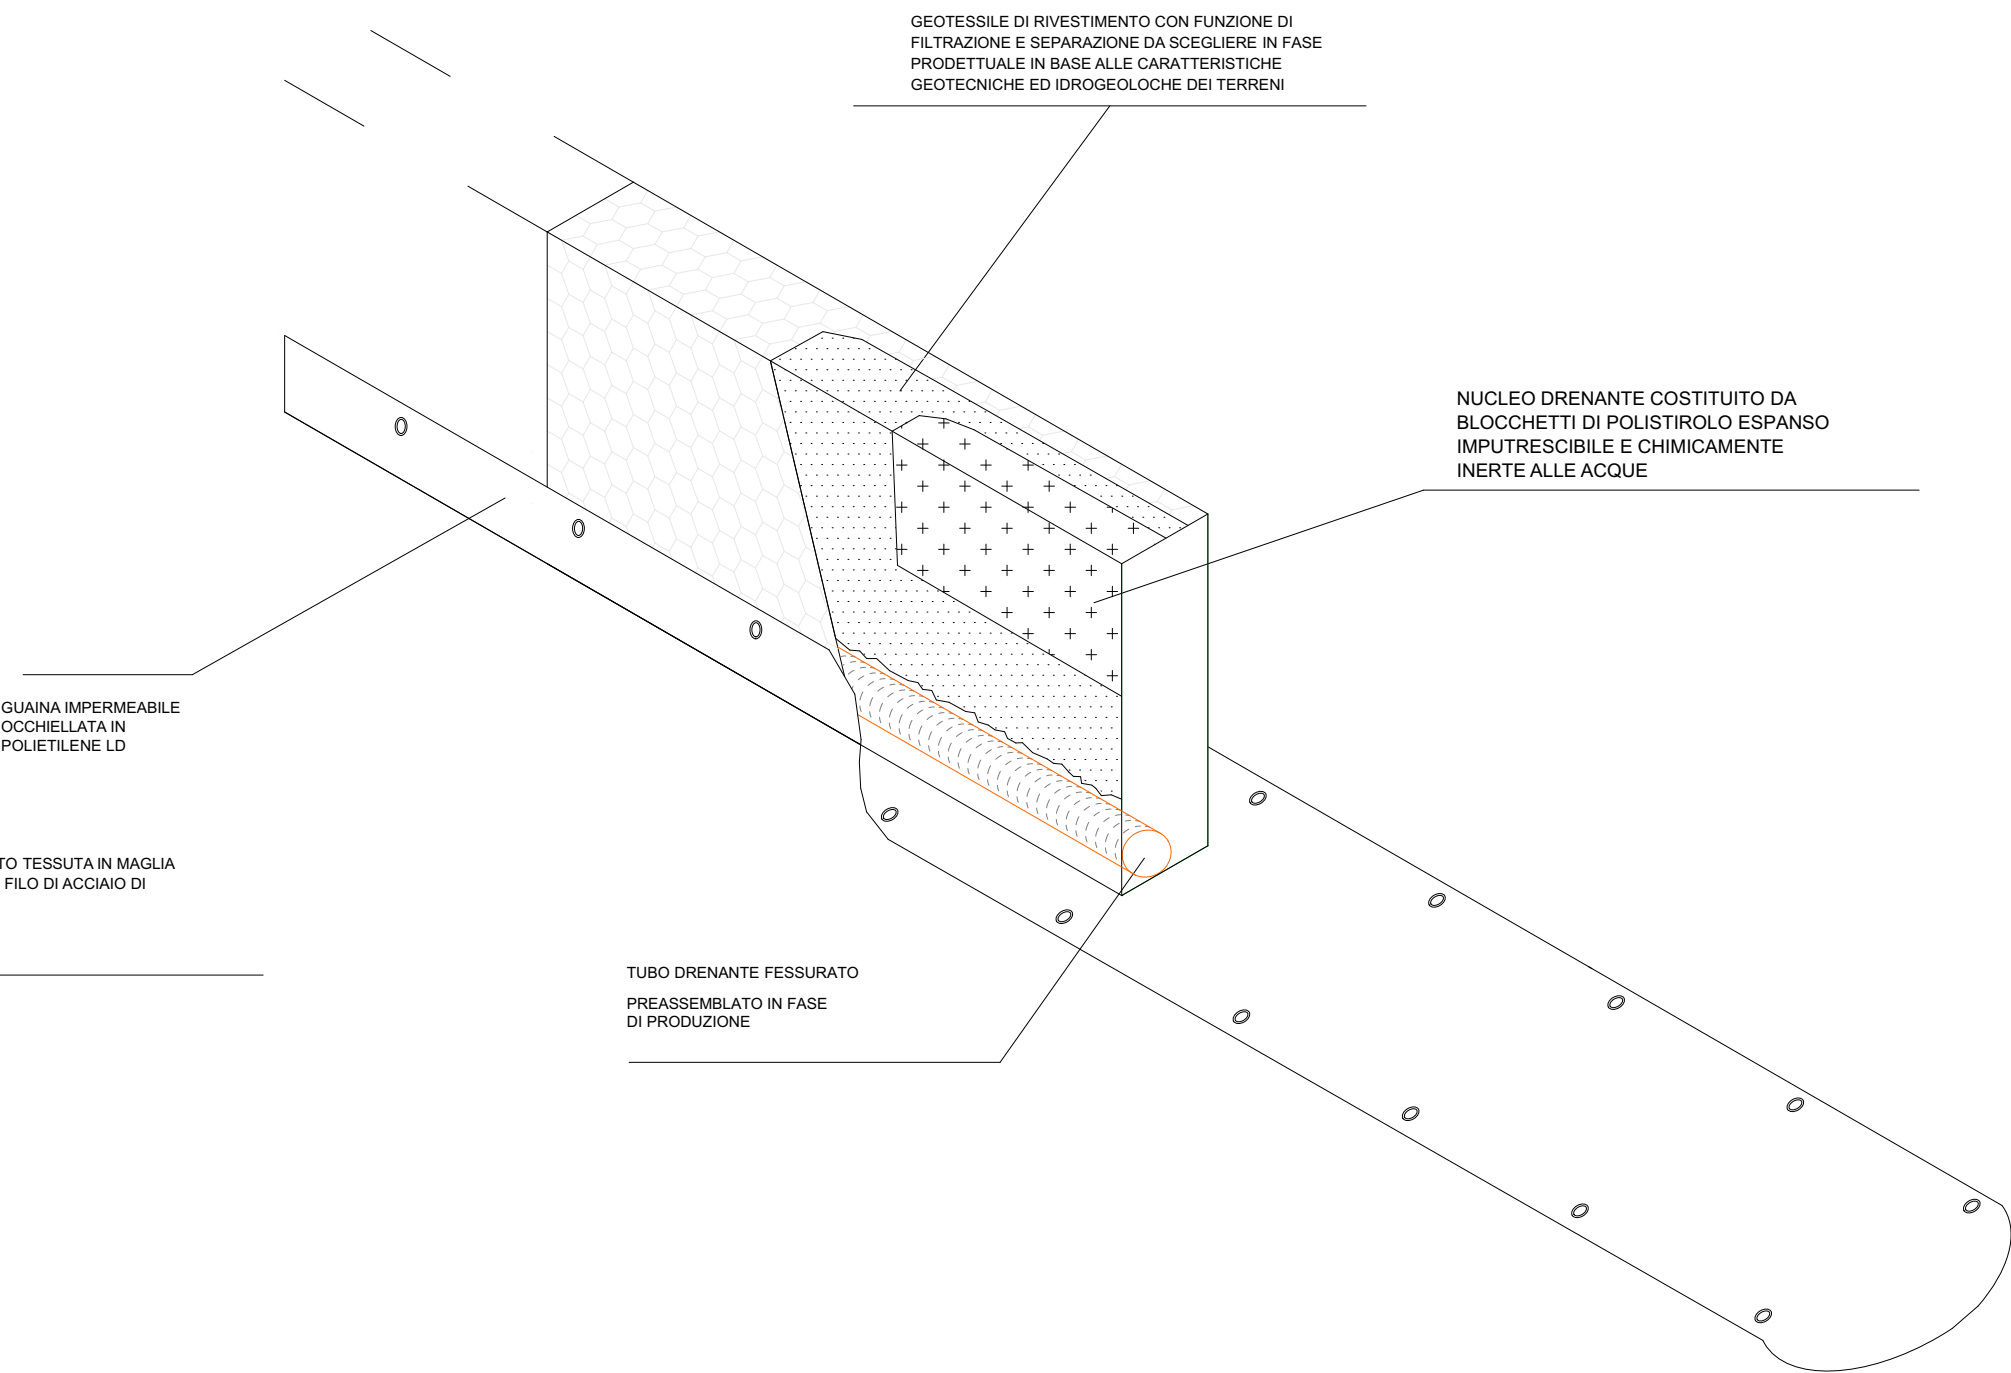 GEOTESSILE DI RIVESTIMENTO CON FUNZIONE DI
FILTRAZIONE E SEPARAZIONE DA SCEGLIERE IN FASE
PRODETTUALE IN BASE ALLE CARATTERISTICHE
GEOTECNICHE ED IDROGEOLOCHE DEI TERRENI
NUCLEO DRENANTE COSTITUITO DA
BLOCCHETTI DI POLISTIROLO ESPANSO
IMPUTRESCIBILE E CHIMICAMENTE
INERTE ALLE ACQUE
GUAINA IMPERMEABILE
OCCHIELLATA IN
POLIETILENE LD
TO TESSUTA IN MAGLIA
FILO DI ACCIAIO DI
TUBO DRENANTE FESSURATO
PREASSEMBLATO IN FASE
DI PRODUZIONE